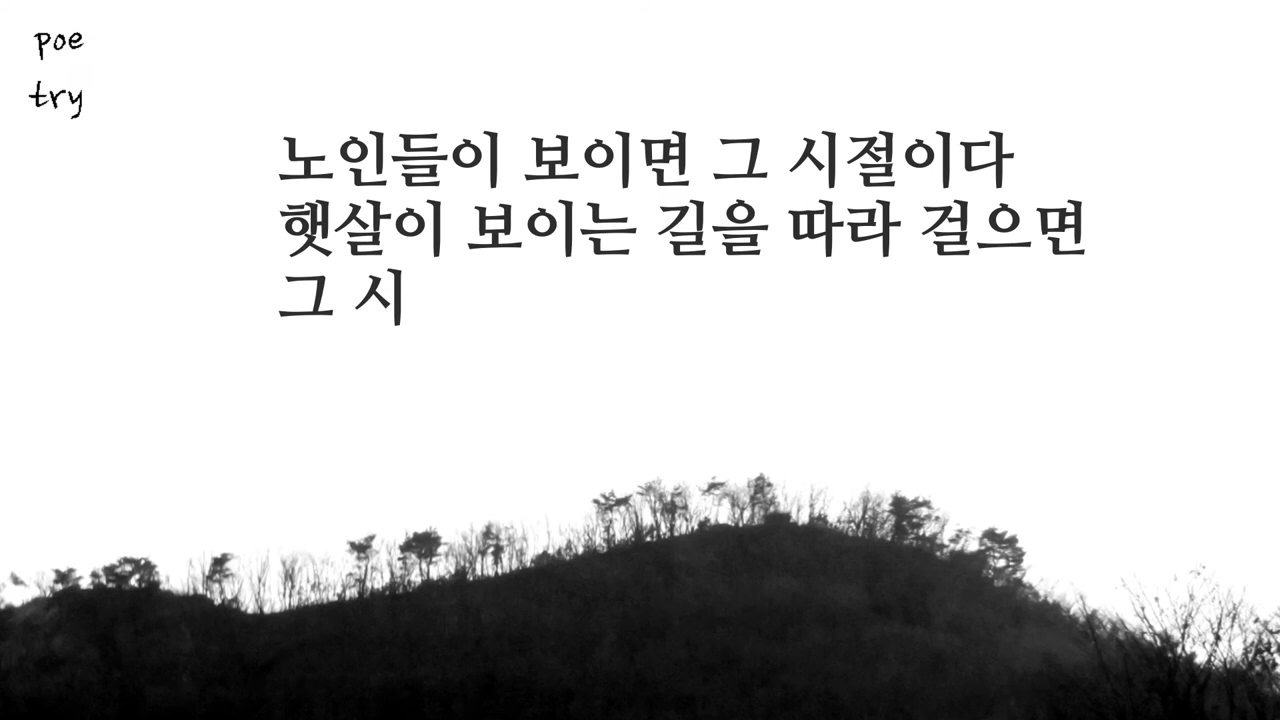 poe
try
노인들이 보이면 그 시절이다
햇살이 보이는 길을 따라 걸으면
그 시